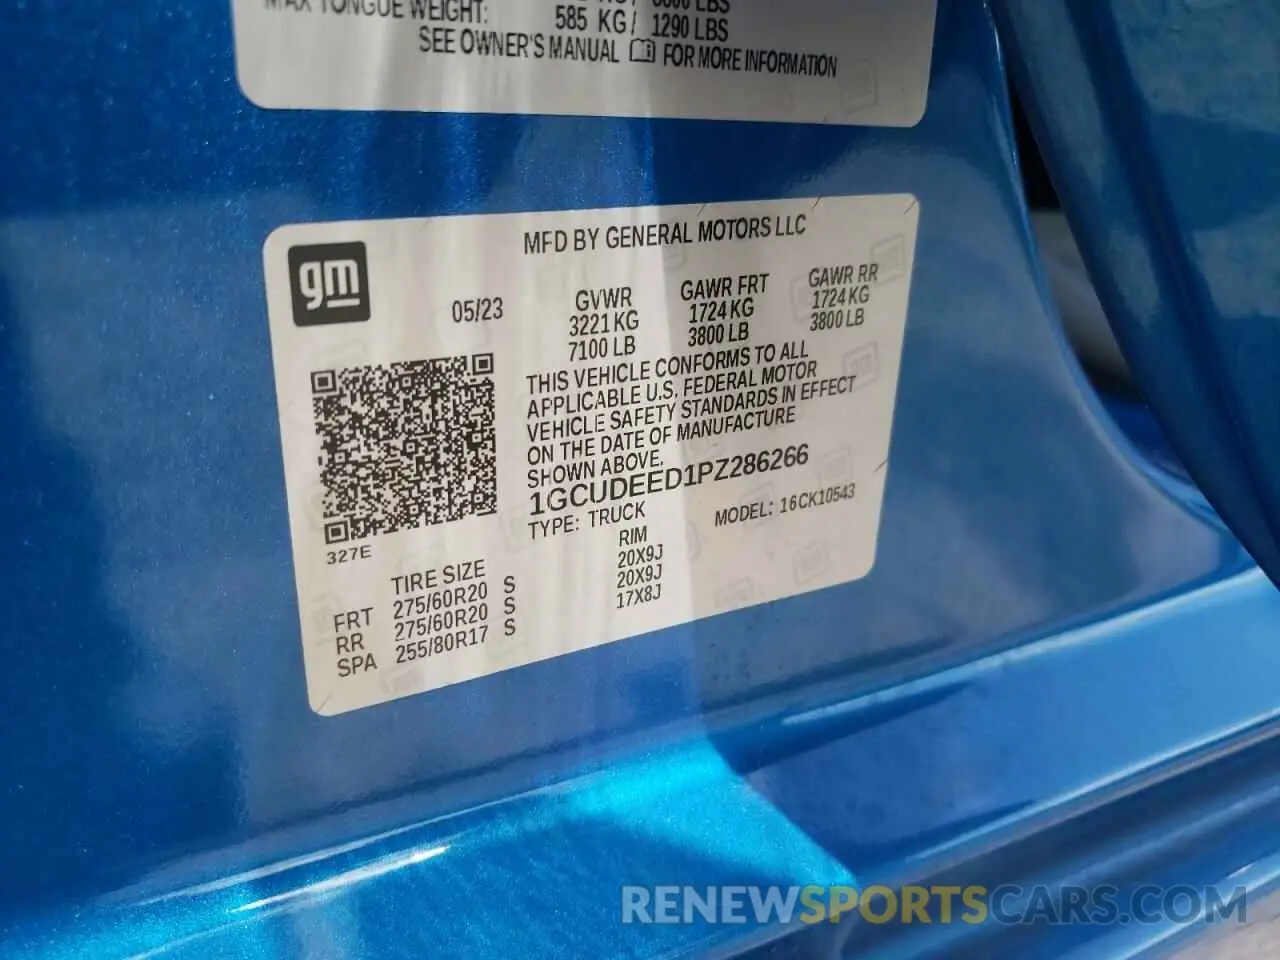 MAX TONGUE WEIGHT: 585 KG/ 1290 LBS
SEE OWNER'S MANUAL FOR MORE INFORMATION
MFD BY GENERAL MOTORS LLC
gm
05/23
GVWR
3221 KG
7100 LB
GAWR FRT
1724 KG
3800 LB
GAWR RR
1724 KG
3800 LB
THIS VEHICLE CONFORMS TO ALL
APPLICABLE U.S. FEDERAL MOTOR
VEHICLE SAFETY STANDARDS IN EFFECT
ON THE DATE OF MANUFACTURE
SHOWN ABOVE.
1GCUDEED1PZ286266
TYPE: TRUCK
MODEL: 16CK10543
327E
TIRE SIZE RIM
FRT 275/60R20 S 20X9J
RR 275/60R20 S 20X9J
SPA 255/80R17 S 17X8J
RENEWSPORTSCARS.COM